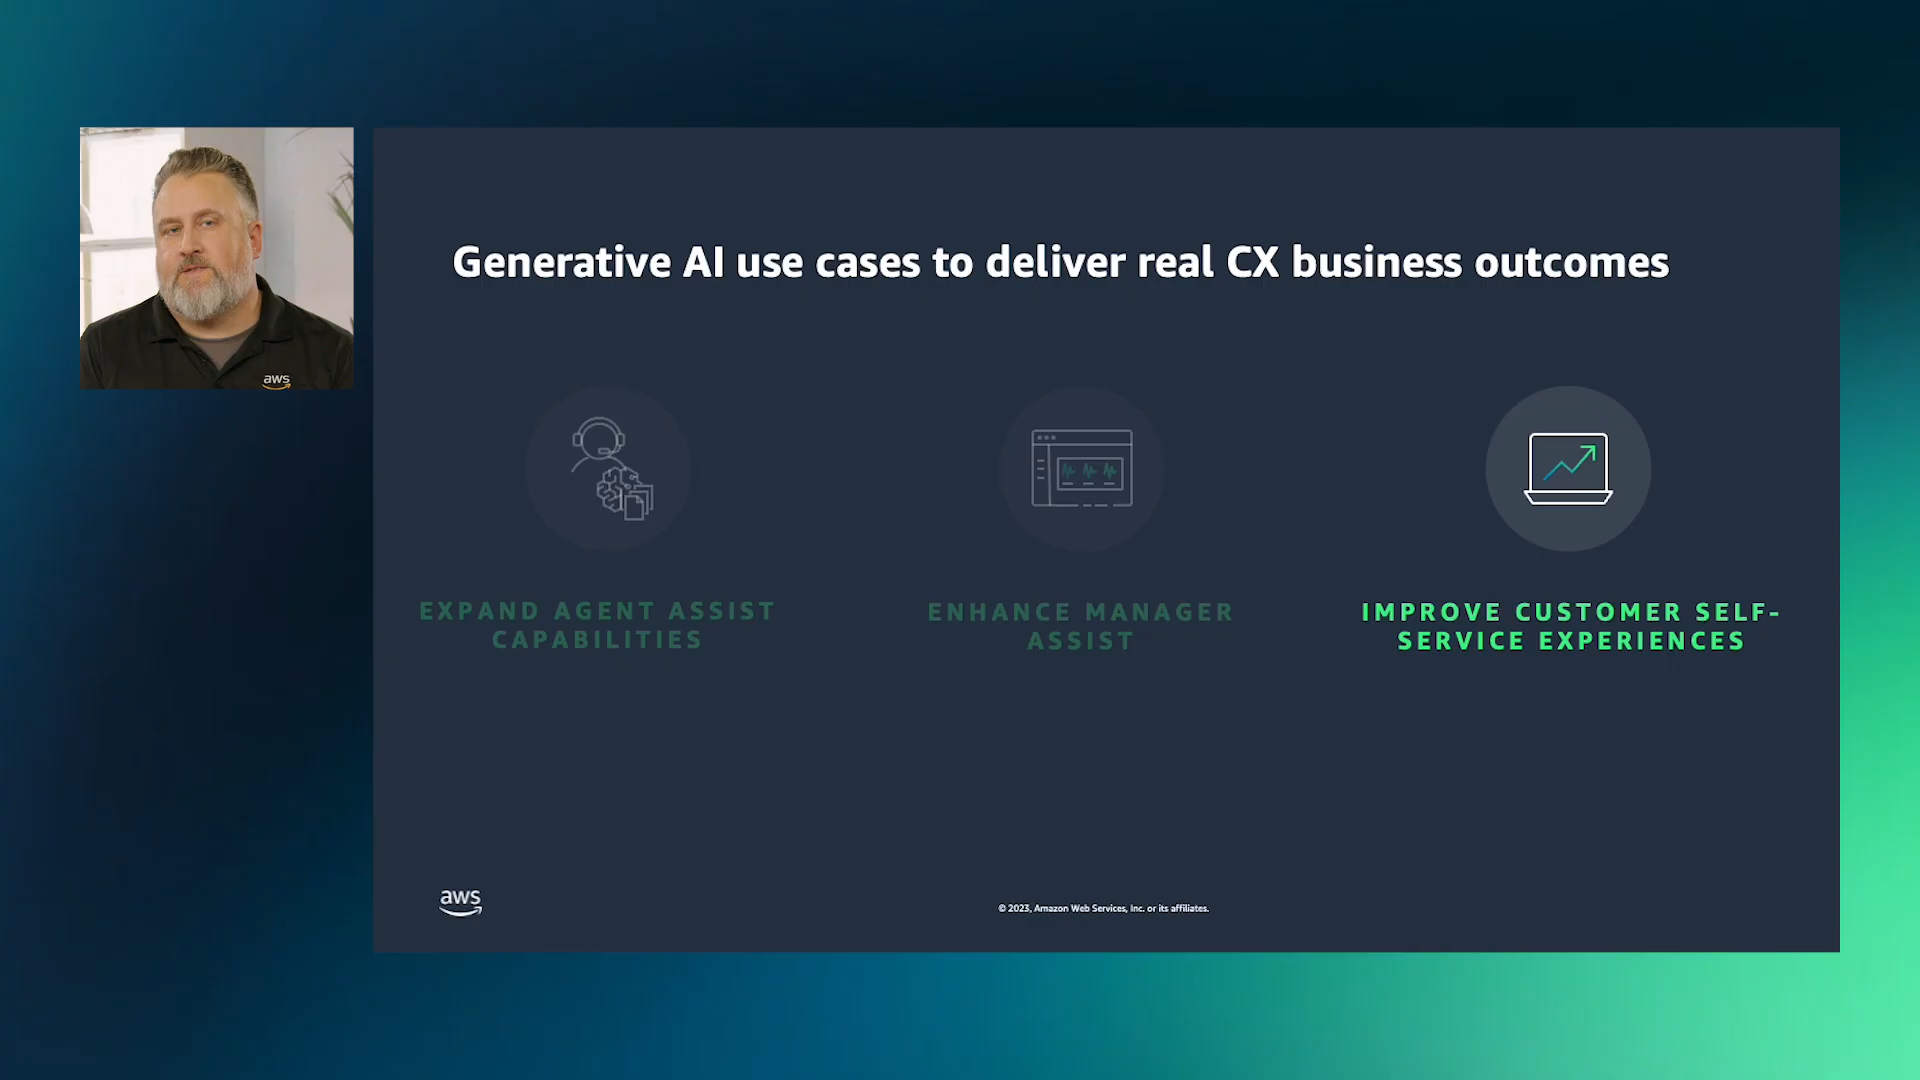 aws
Generative AI use cases to deliver real CX business outcomes
EXPAND AGENT ASSIST
CAPABILITIES
ENHANCE MANAGER
ASSIST
IMPROVE CUSTOMER SELF-
SERVICE EXPERIENCES
aws
© 2023, Amazon Web Services, Inc. or its affiliates.